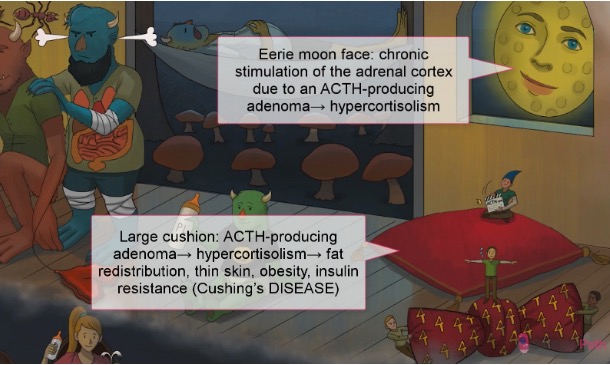 Eerie moon face: chronic
stimulation of the adrenal cortex
due to an ACTH-producing
adenoma→ hypercortisolism
Large cushion: ACTH-producing
adenoma→ hypercortisolism→ fat
redistribution, thin skin, obesity, insulin
resistance (Cushing's DISEASE)